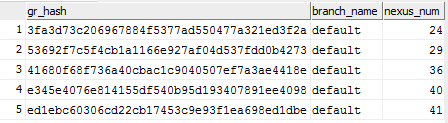 gr_hash branch_name nexus_num
1 3fa3d73c206967884f5377ad550477a321ed3f2a default 24
2 53692f7c5f4cb1a1166e927af04d537fdd0b4273 default 29
3 41680f68f736a40cbac1c9040507ef7a3ae4418e default 36
4 e345e4076e814155df540b95d193407891ee4098 default 40
5 ed1ebc60306cd22cb17453c9e93f1ea698ed1dbe default 41